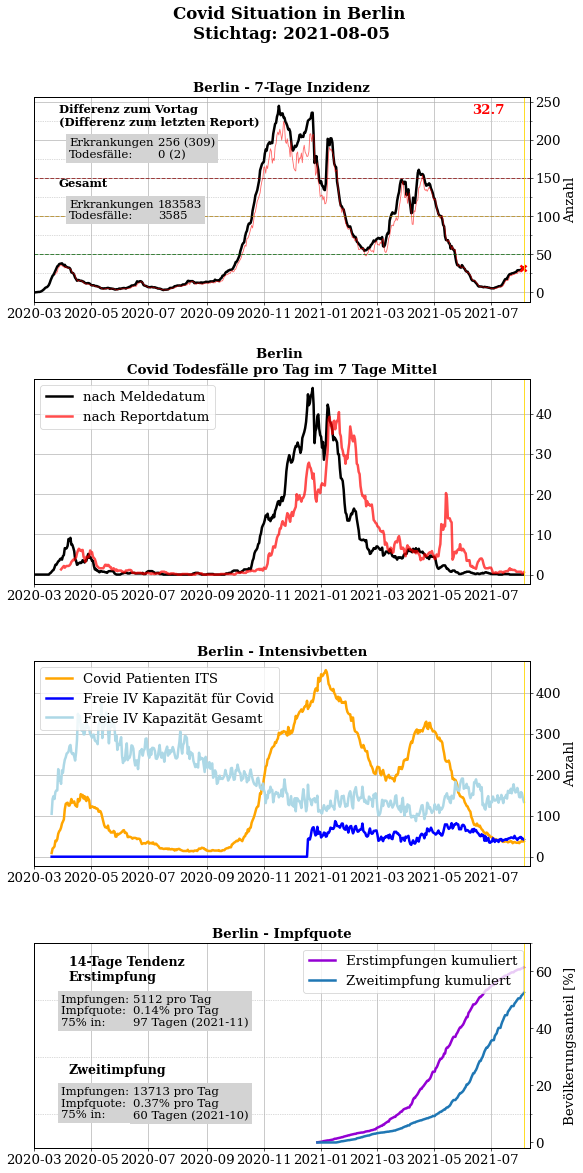 Covid Situation in Berlin
Stichtag: 2021-08-05
Berlin - 7-Tage Inzidenz
Differenz zum Vortag
(Differenz zum letzten Report)
Erkrankungen 256 (309)
Todesfälle: 0 (2)
Gesamt
Erkrankungen 183583
Todesfälle: 3585
32.7
250
200
150
100
50
0
Anzahl
2020-03 2020-05 2020-07 2020-09 2020-11 2021-01 2021-03 2021-05 2021-07
Berlin
Covid Todesfälle pro Tag im 7 Tage Mittel
nach Meldedatum
nach Reportdatum
40
30
20
10
0
2020-03 2020-05 2020-07 2020-09 2020-11 2021-01 2021-03 2021-05 2021-07
Berlin - Intensivbetten
Covid Patienten ITS
Freie IV Kapazität für Covid
Freie IV Kapazität Gesamt
400
300
200
100
0
Anzahl
2020-03 2020-05 2020-07 2020-09 2020-11 2021-01 2021-03 2021-05 2021-07
Berlin - Impfquote
14-Tage Tendenz
Erstimpfung
Impfungen: 5112 pro Tag
Impfquote: 0.14% pro Tag
75% in: 97 Tagen (2021-11)
Zweitimpfung
Impfungen: 13713 pro Tag
Impfquote: 0.37% pro Tag
75% in: 60 Tagen (2021-10)
Erstimpfungen kumuliert
Zweitimpfung kumuliert
60
40
20
0
Bevölkerungsanteil [%]
2020-03 2020-05 2020-07 2020-09 2020-11 2021-01 2021-03 2021-05 2021-07